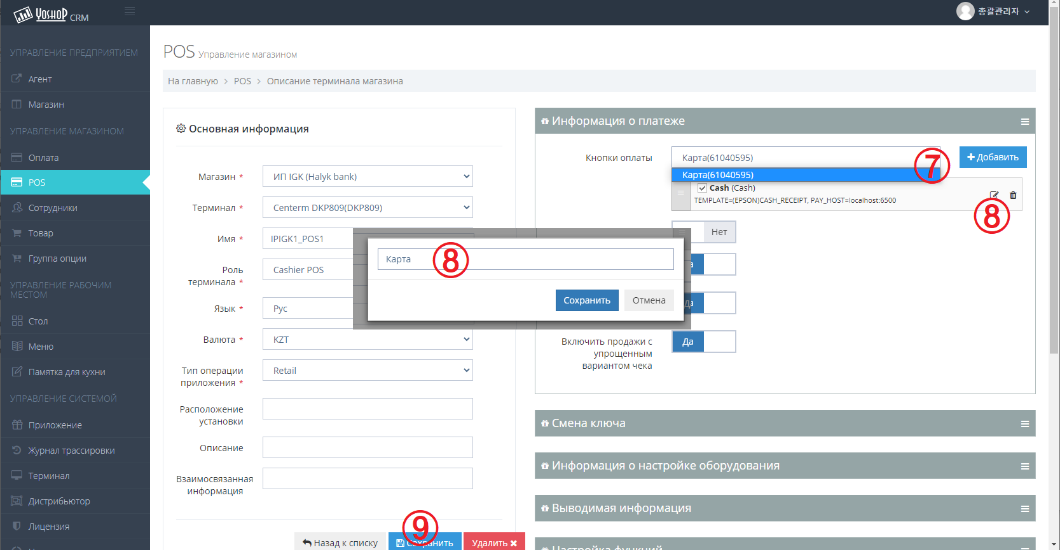 YOSHOP CRM
총괄관리자
УПРАВЛЕНИЕ ПРЕДПРИЯТИЕМ
Агент
Магазин
УПРАВЛЕНИЕ МАГАЗИНОМ
Оплата
POS
Сотрудники
Товар
Группа опции
УПРАВЛЕНИЕ РАБОЧИМ
МЕСТОМ
Стол
Меню
Памятка для кухни
УПРАВЛЕНИЕ СИСТЕМОЙ
Приложение
Журнал трассировки
Терминал
Дистрибьютор
Лицензия
POS Управление магазином
На главную > POS > Описание терминала магазина
Основная информация
Магазин *
ИП IGK (Halyk bank)
Терминал *
Centerm DKP809(DKP809)
Имя *
IPIGK1_POS1
Роль
терминала *
Cashier POS
Язык *
Рус
Валюта *
KZT
Тип операции
приложения *
Retail
Расположение
установки
Описание
Взаимосвязанная
информация
Назад к списку
9
Сохранить
Удалить ✖
Карта
8
Сохранить
Отмена
Информация о платеже
Кнопки оплаты
Карта(61040595)
7
+ Добавить
Карта(61040595)
Cash (Cash)
TEMPLATE=[EPSON]CASH_RECEIPT, PAY_HOST=localhost:6500
8
Нет
Да
Включить продажи с
упрощенным
вариантом чека
Да
Смена ключа
Информация о настройке оборудования
Выводимая информация
Настройка функций